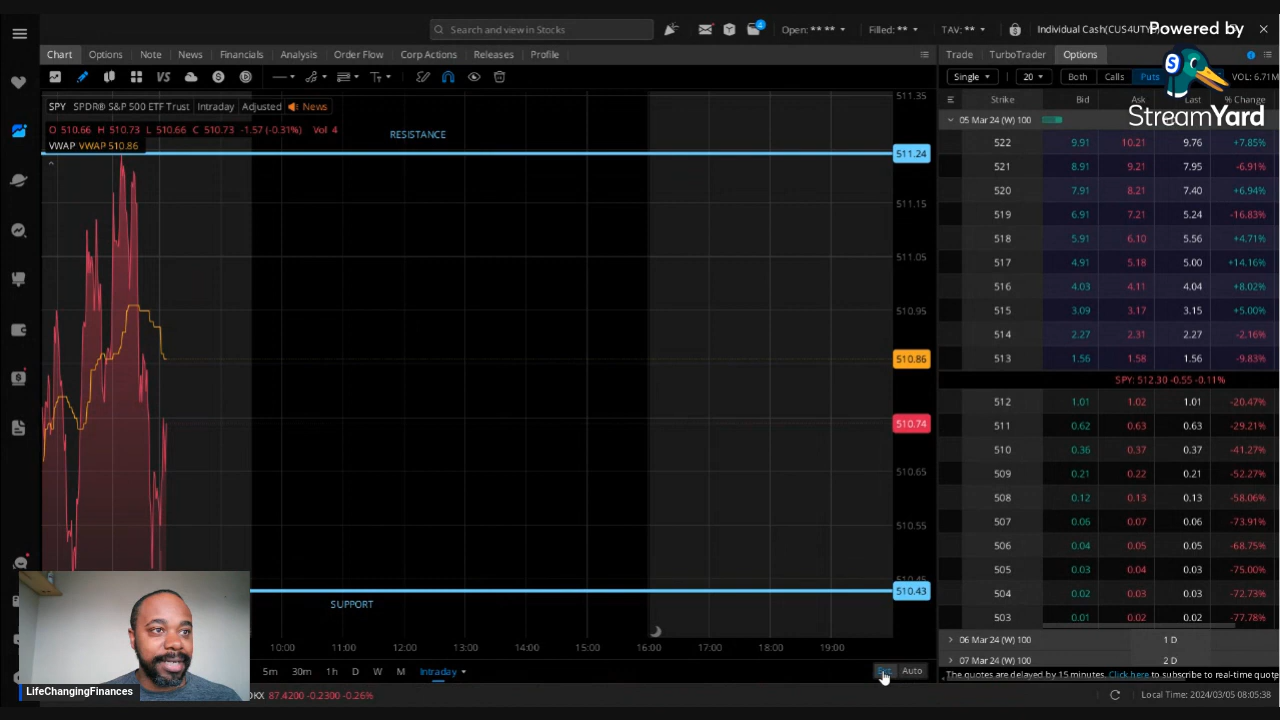 Search and view in Stocks
4
Open: ** **
Filled: **
TAV: **
Individual Cash(CUS4UTY
Powered by
StreamYard
Chart Options Note News Financials Analysis Order Flow Corp Actions Releases Profile
Trade TurboTrader Options
VS
Single 20 Both Calls Puts VOL: 6.71M
SPY SPDR® S&P 500 ETF Trust Intraday Adjusted News
O 510.66 H 510.73 L 510.66 C 510.73 -1.57 (-0.31%) Vol 4
VWAP VWAP 510.86
RESISTANCE
SUPPORT
511.35
511.24
511.15
511.05
510.95
510.86
510.74
510.65
510.55
510.45
510.43
Strike Bid Ask Last % Change
05 Mar 24 (W) 100
522 9.91 10.21 9.76 +7.85%
521 8.91 9.21 7.95 -6.91%
520 7.91 8.21 7.40 +6.94%
519 6.91 7.21 5.24 -16.83%
518 5.91 6.10 5.56 +4.71%
517 4.91 5.18 5.00 +14.16%
516 4.03 4.11 4.04 +8.02%
515 3.09 3.17 3.15 +5.00%
514 2.27 2.31 2.27 -2.16%
513 1.56 1.58 1.56 -9.83%
SPY: 512.30 -0.55 -0.11%
512 1.01 1.02 1.01 -20.47%
511 0.62 0.63 0.63 -29.21%
510 0.36 0.37 0.37 -41.27%
509 0.21 0.22 0.21 -52.27%
508 0.12 0.13 0.13 -58.06%
507 0.06 0.07 0.06 -73.91%
506 0.04 0.05 0.05 -68.75%
505 0.03 0.04 0.03 -75.00%
504 0.02 0.03 0.02 -72.73%
503 0.01 0.02 0.02 -77.78%
06 Mar 24 (W) 100 1 D
07 Mar 24 (W) 100 2 D
The quotes are delayed by 15 minutes. Click here to subscribe to real-time quote
10:00 11:00 12:00 13:00 14:00 15:00 16:00 17:00 18:00 19:00
5m 30m 1h D W M Intraday
Auto
LifeChangingFinances
OKX 87.4200 -0.2300 -0.26%
Local Time: 2024/03/05 08:05:38